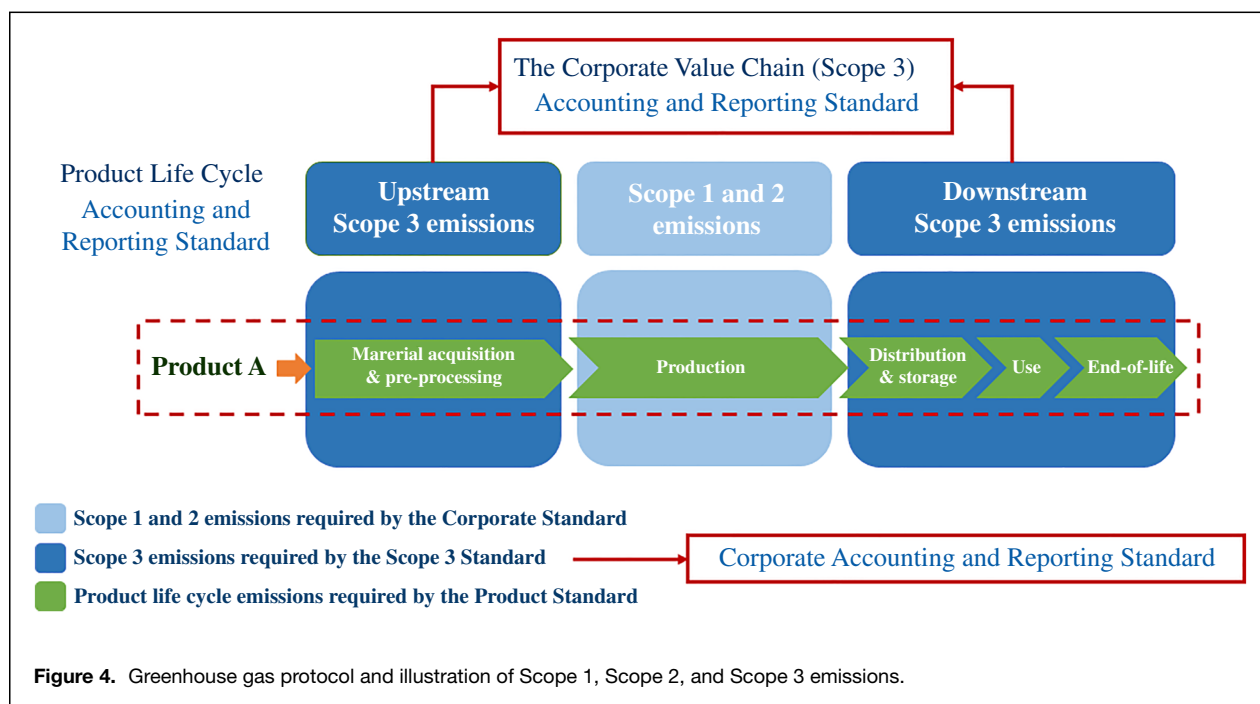 The Corporate Value Chain (Scope 3)
Accounting and Reporting Standard
Product Life Cycle
Accounting and
Reporting Standard
Upstream
Scope 3 emissions
Scope 1 and 2
emissions
Downstream
Scope 3 emissions
Product A
Marerial acquisition
& pre-processing
Production
Distribution
& storage
Use
End-of-life
Scope 1 and 2 emissions required by the Corporate Standard
Scope 3 emissions required by the Scope 3 Standard
Corporate Accounting and Reporting Standard
Product life cycle emissions required by the Product Standard
Figure 4. Greenhouse gas protocol and illustration of Scope 1, Scope 2, and Scope 3 emissions.